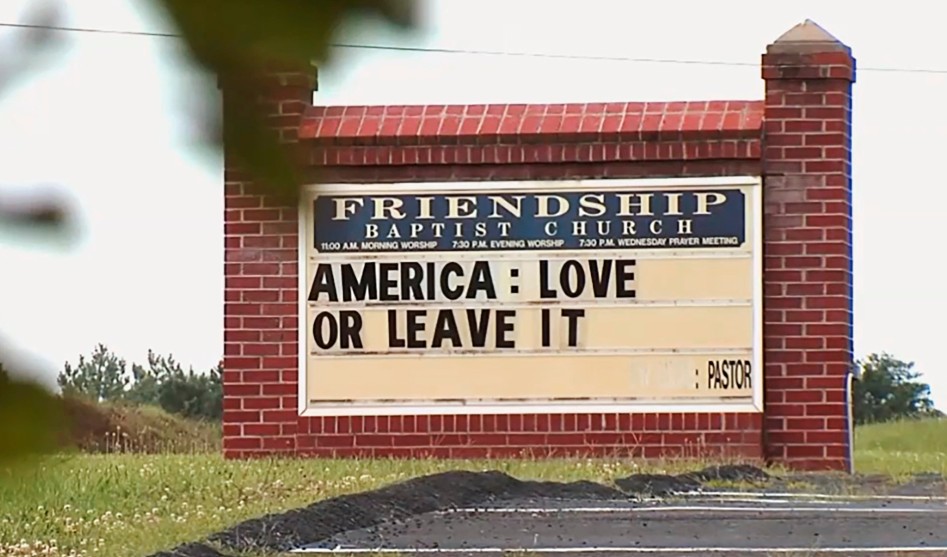 FRIENDSHIP
BAPTIST CHURCH
11:00 A.M. MORNING WORSHIP 7:30 P.M. EVENING WORSHIP 7:30 P.M. WEDNESDAY PRAYER MEETING
AMERICA : LOVE
OR LEAVE IT
: PASTOR